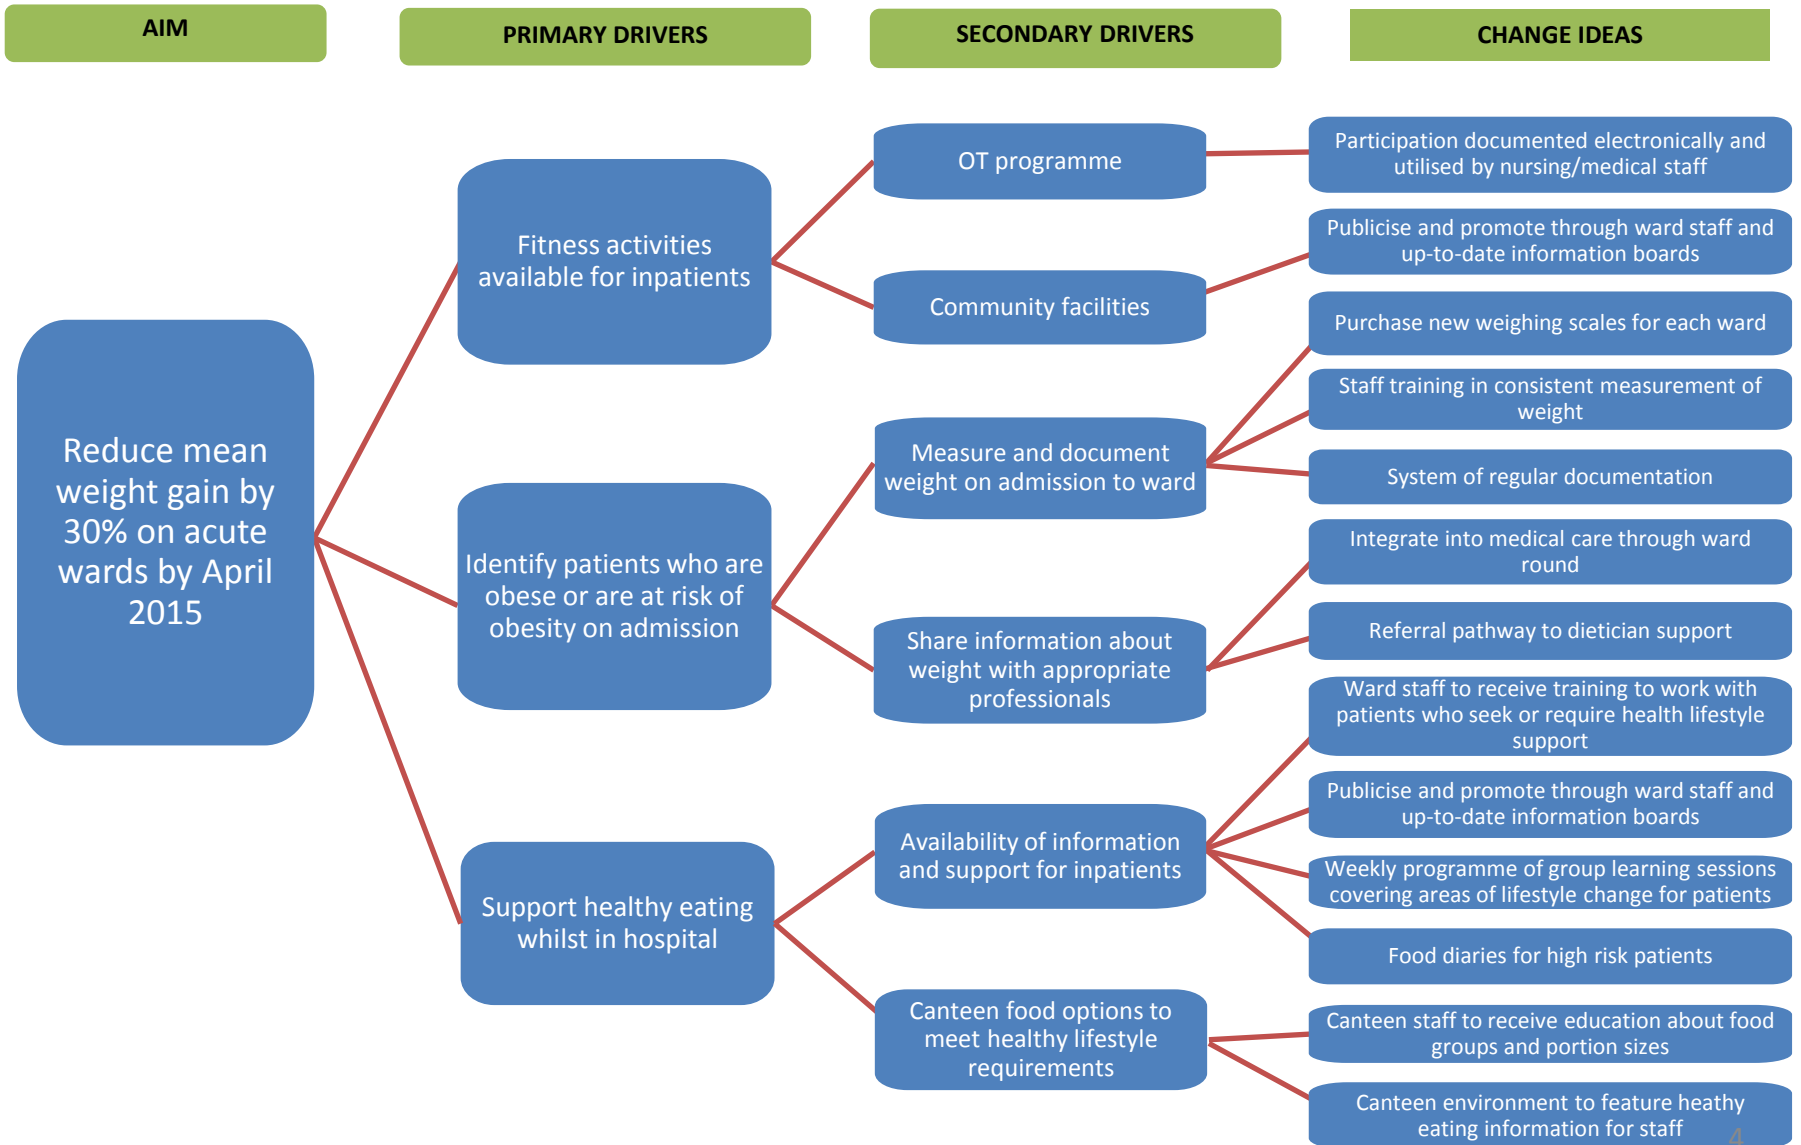 AIM
PRIMARY DRIVERS
SECONDARY DRIVERS
CHANGE IDEAS
Reduce mean
weight gain by
30% on acute
wards by April
2015
Fitness activities
available for inpatients
Identify patients who are
obese or are at risk of
obesity on admission
Support healthy eating
whilst in hospital
OT programme
Community facilities
Measure and document
weight on admission to ward
Share information about
weight with appropriate
professionals
Availability of information
and support for inpatients
Canteen food options to
meet healthy lifestyle
requirements
Participation documented electronically and
utilised by nursing/medical staff
Publicise and promote through ward staff and
up-to-date information boards
Purchase new weighing scales for each ward
Staff training in consistent measurement of
weight
System of regular documentation
Integrate into medical care through ward
round
Referral pathway to dietician support
Ward staff to receive training to work with
patients who seek or require health lifestyle
support
Publicise and promote through ward staff and
up-to-date information boards
Weekly programme of group learning sessions
covering areas of lifestyle change for patients
Food diaries for high risk patients
Canteen staff to receive education about food
groups and portion sizes
Canteen environment to feature heathy
eating information for staff
4